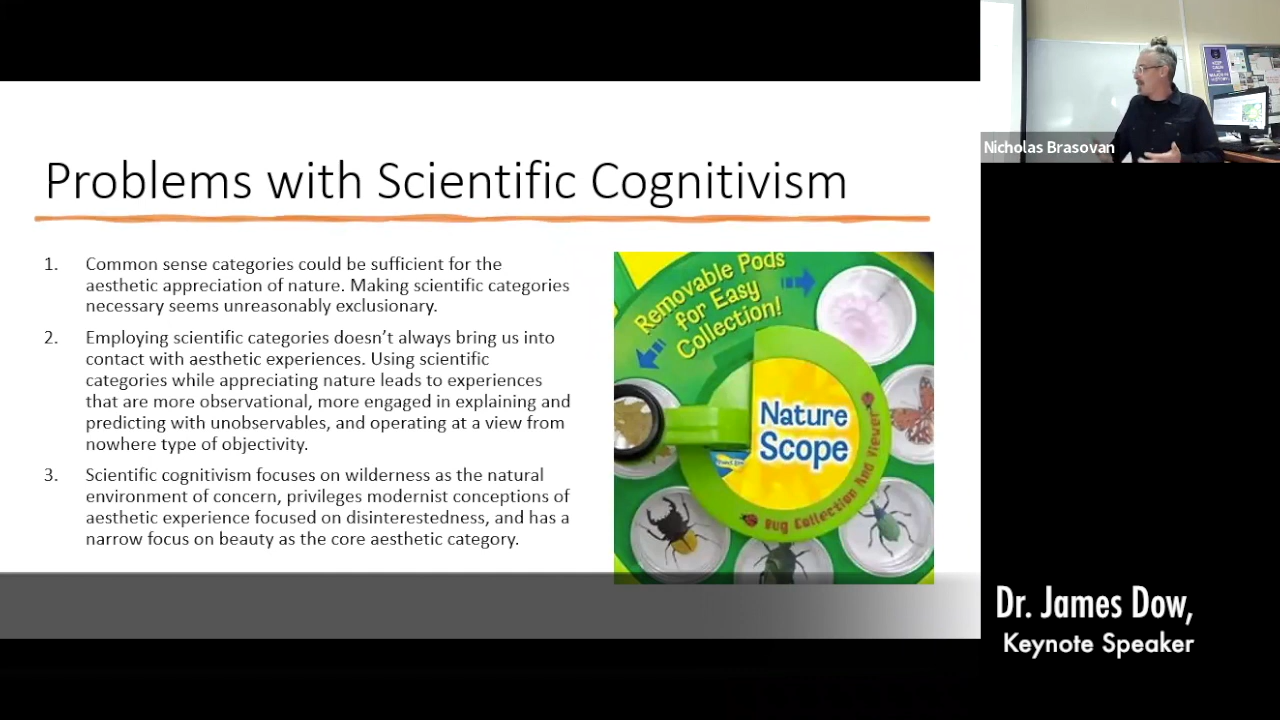 Problems with Scientific Cognitivism
1. Common sense categories could be sufficient for the
aesthetic appreciation of nature. Making scientific categories
necessary seems unreasonably exclusionary.
2. Employing scientific categories doesn’t always bring us into
contact with aesthetic experiences. Using scientific
categories while appreciating nature leads to experiences
that are more observational, more engaged in explaining and
predicting with unobservables, and operating at a view from
nowhere type of objectivity.
3. Scientific cognitivism focuses on wilderness as the natural
environment of concern, privileges modernist conceptions of
aesthetic experience focused on disinterestedness, and has a
narrow focus on beauty as the core aesthetic category.
Removable Pods
for Easy
Collection!
Nature
Scope
Bug Collection And Viewer
Nicholas Brasovan
Dr. James Dow,
Keynote Speaker